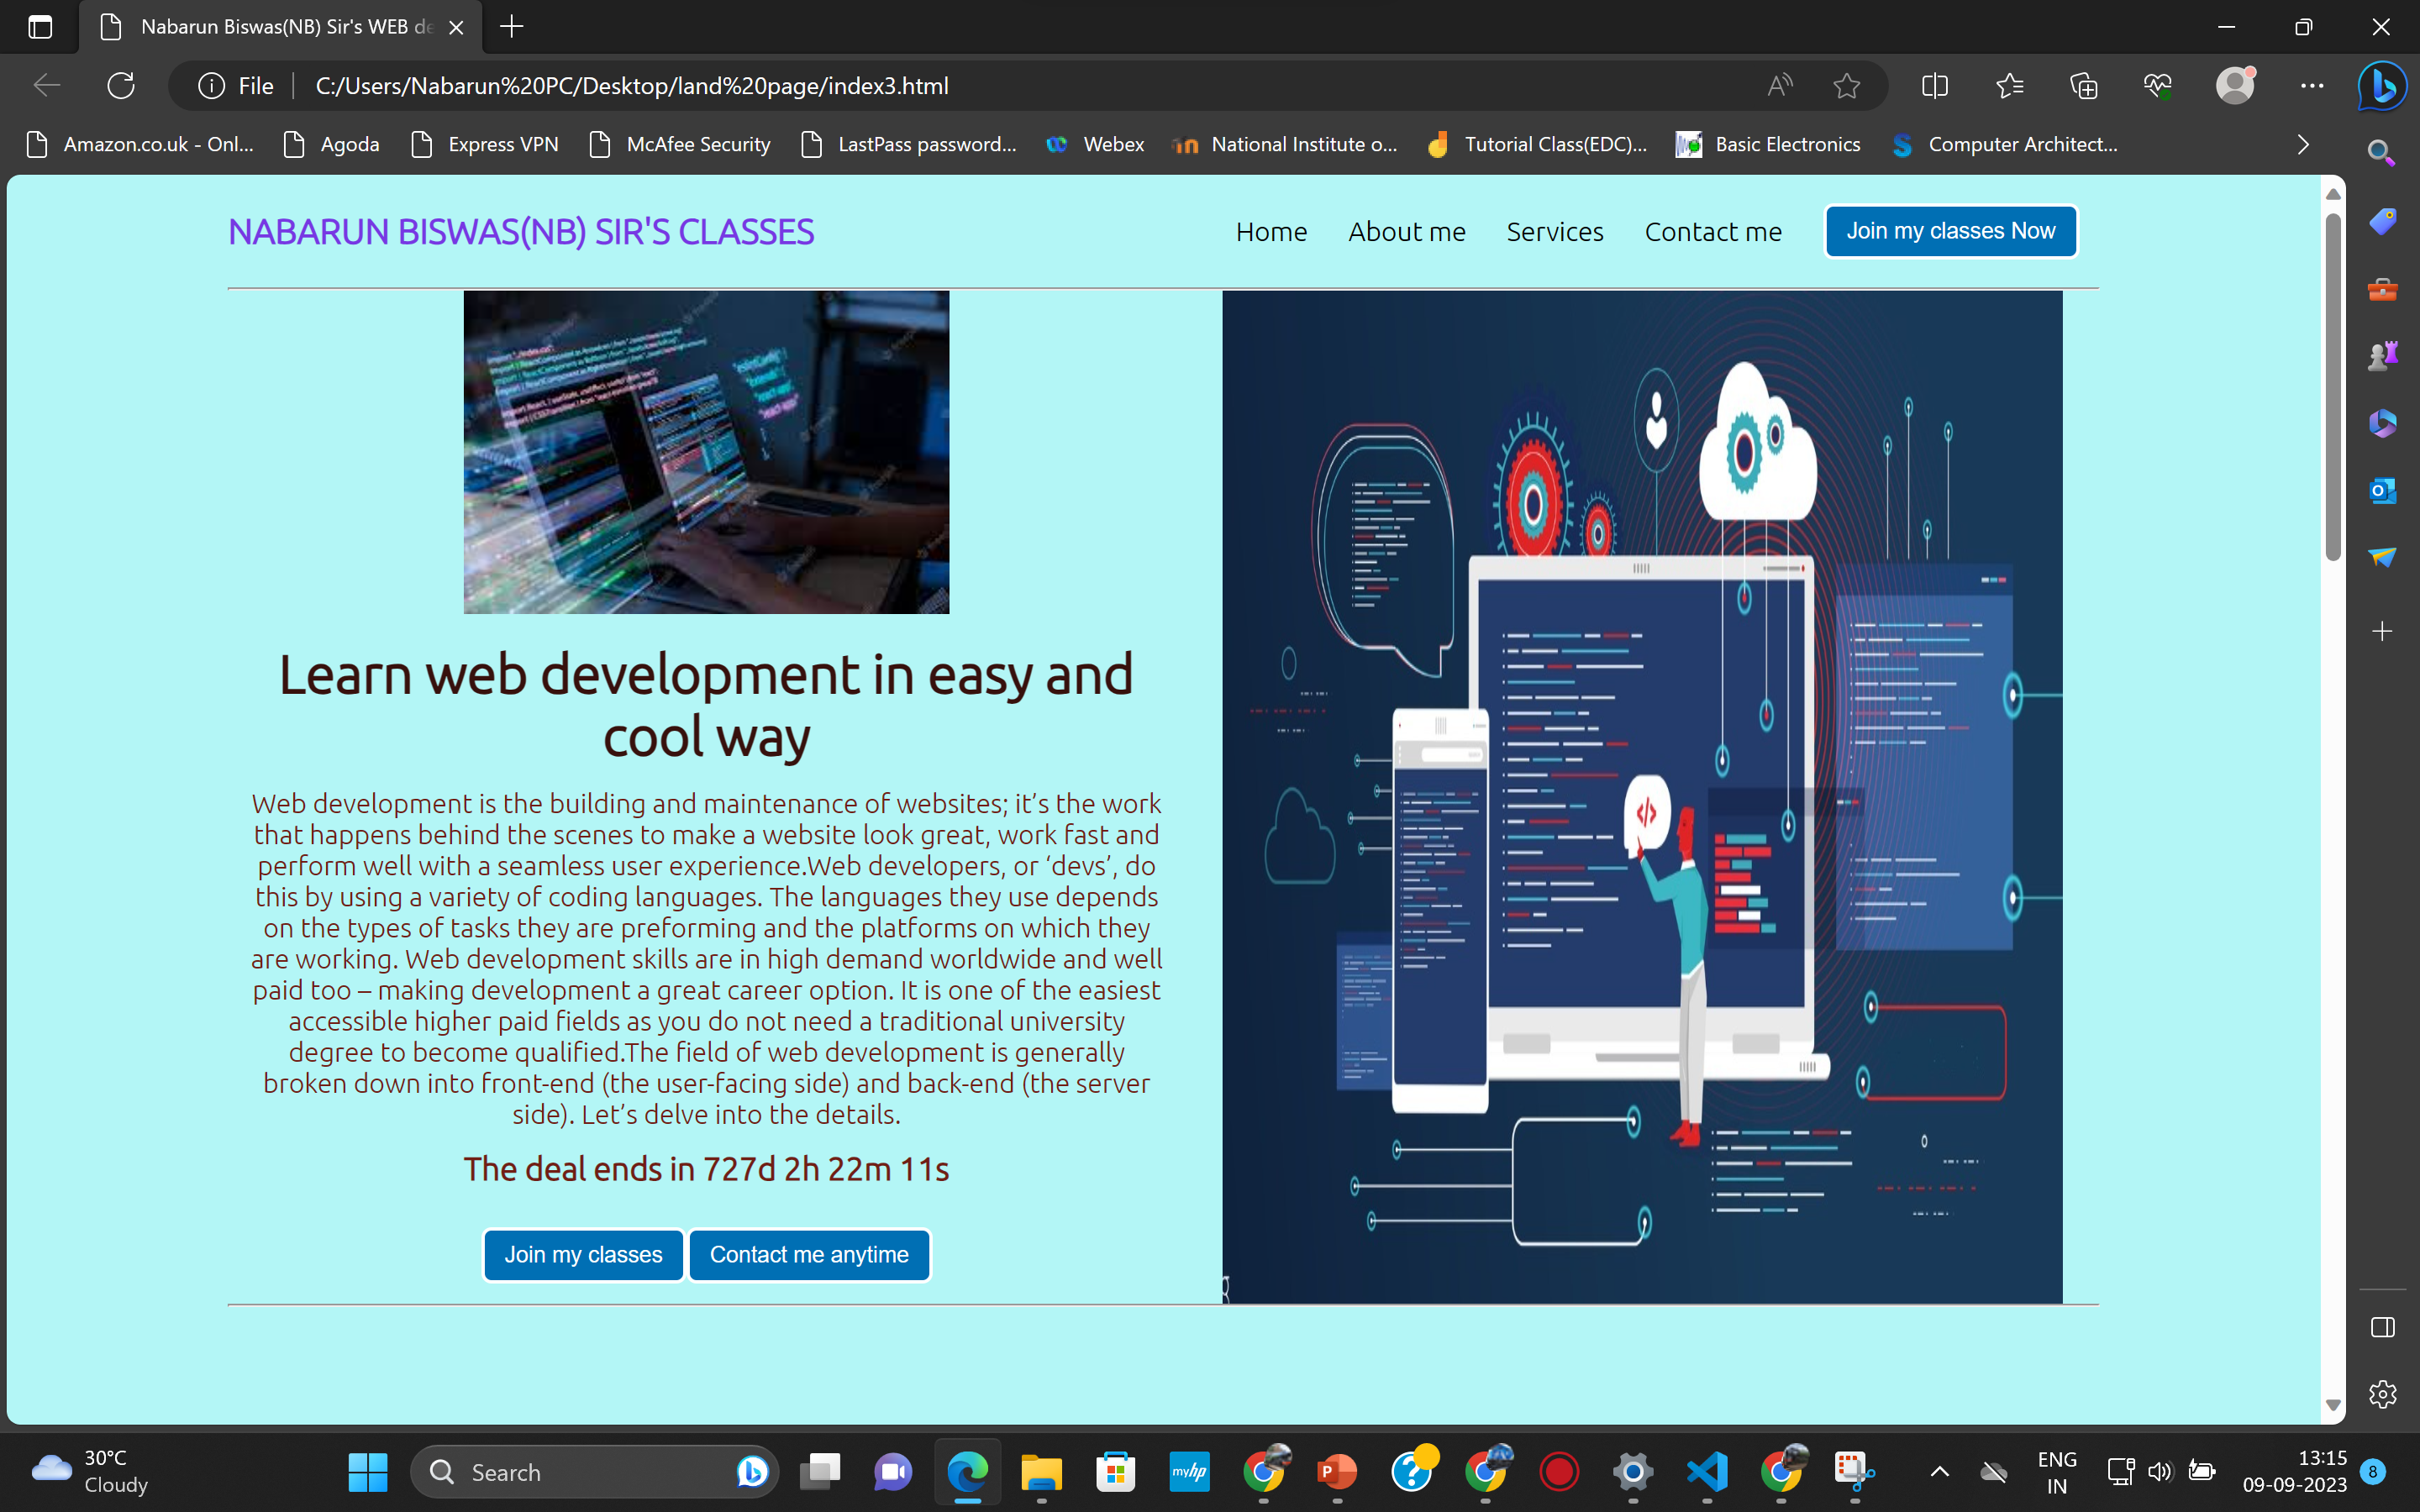 Nabarun Biswas(NB) Sir's WEB de
File
C:/Users/Nabarun%20PC/Desktop/land%20page/index3.html
Amazon.co.uk - Onl...
Agoda
Express VPN
McAfee Security
LastPass password...
Webex
National Institute o...
Tutorial Class(EDC)...
Basic Electronics
Computer Architect...
NABARUN BISWAS(NB) SIR'S CLASSES
Home
About me
Services
Contact me
Join my classes Now
Learn web development in easy and
cool way
Web development is the building and maintenance of websites; it’s the work
that happens behind the scenes to make a website look great, work fast and
perform well with a seamless user experience.Web developers, or ‘devs’, do
this by using a variety of coding languages. The languages they use depends
on the types of tasks they are preforming and the platforms on which they
are working. Web development skills are in high demand worldwide and well
paid too – making development a great career option. It is one of the easiest
accessible higher paid fields as you do not need a traditional university
degree to become qualified.The field of web development is generally
broken down into front-end (the user-facing side) and back-end (the server
side). Let’s delve into the details.
The deal ends in 727d 2h 22m 11s
Join my classes
Contact me anytime
</>
30°C
Cloudy
Search
myhp
ENG
IN
13:15
09-09-2023
8